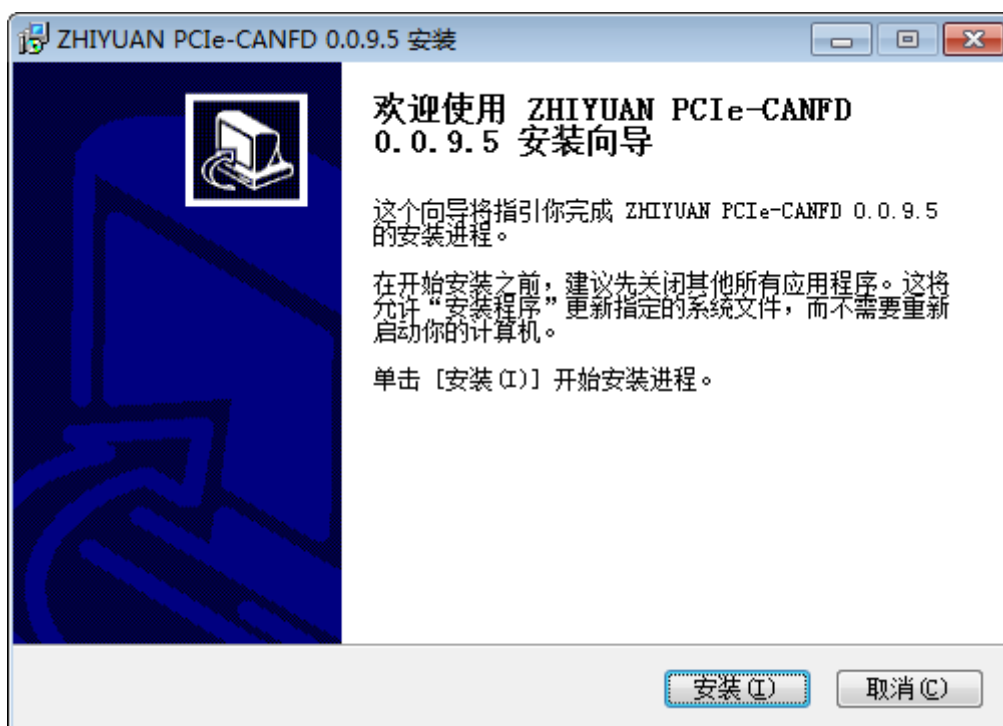 ZHIYUAN PCIe-CANFD 0.0.9.5 安装
欢迎使用 ZHIYUAN PCIe-CANFD
0.0.9.5 安装向导
这个向导将指引你完成 ZHIYUAN PCIe-CANFD 0.0.9.5
的安装进程。
在开始安装之前，建议先关闭其他所有应用程序。这将
允许“安装程序”更新指定的系统文件，而不需要重新
启动你的计算机。
单击 [安装(I)] 开始安装进程。
安装(I)
取消(C)